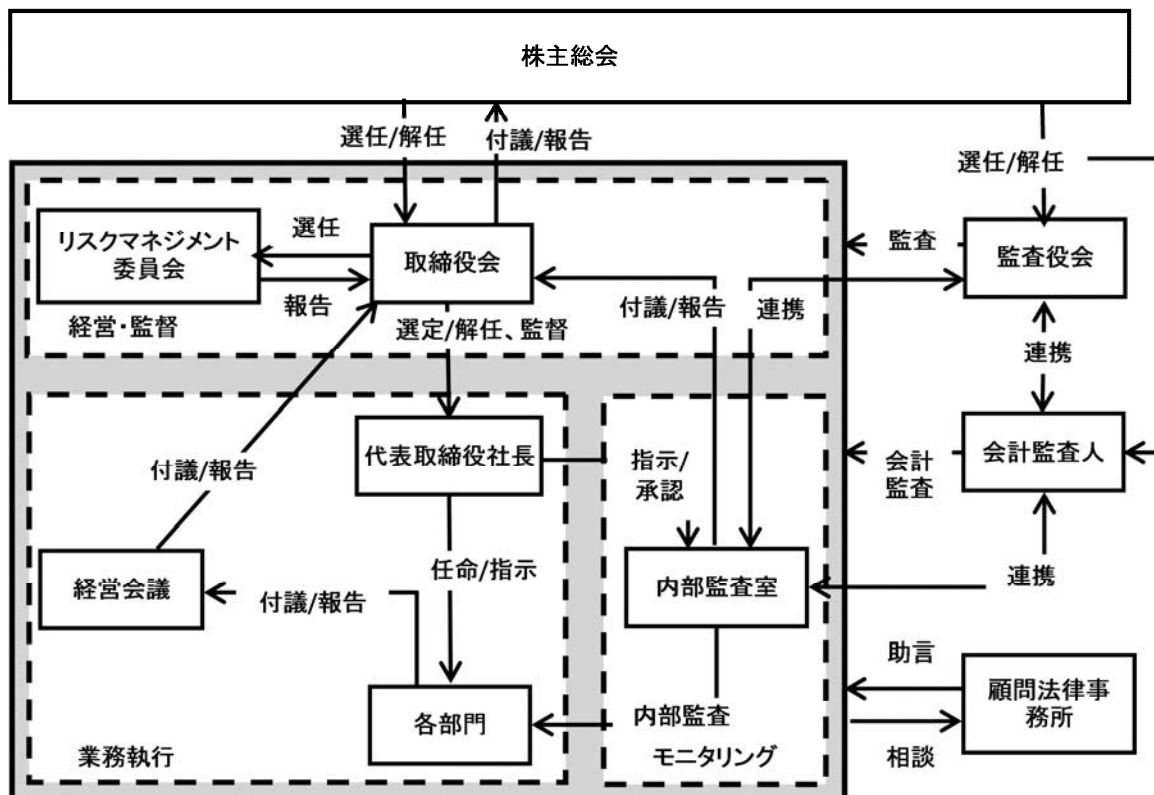 株主総会
選任/解任
付議/報告
選任/解任
リスクマネジメント
委員会
選任
取締役会
監査
監査役会
報告
付議/報告
連携
経営・監督
選定/解任、監督
連携
代表取締役社長
指示/
承認
会計
監査
会計監査人
付議/報告
経営会議
任命/指示
内部監査室
連携
付議/報告
助言
顧問法律事
務所
各部門
内部監査
業務執行
モニタリング
相談